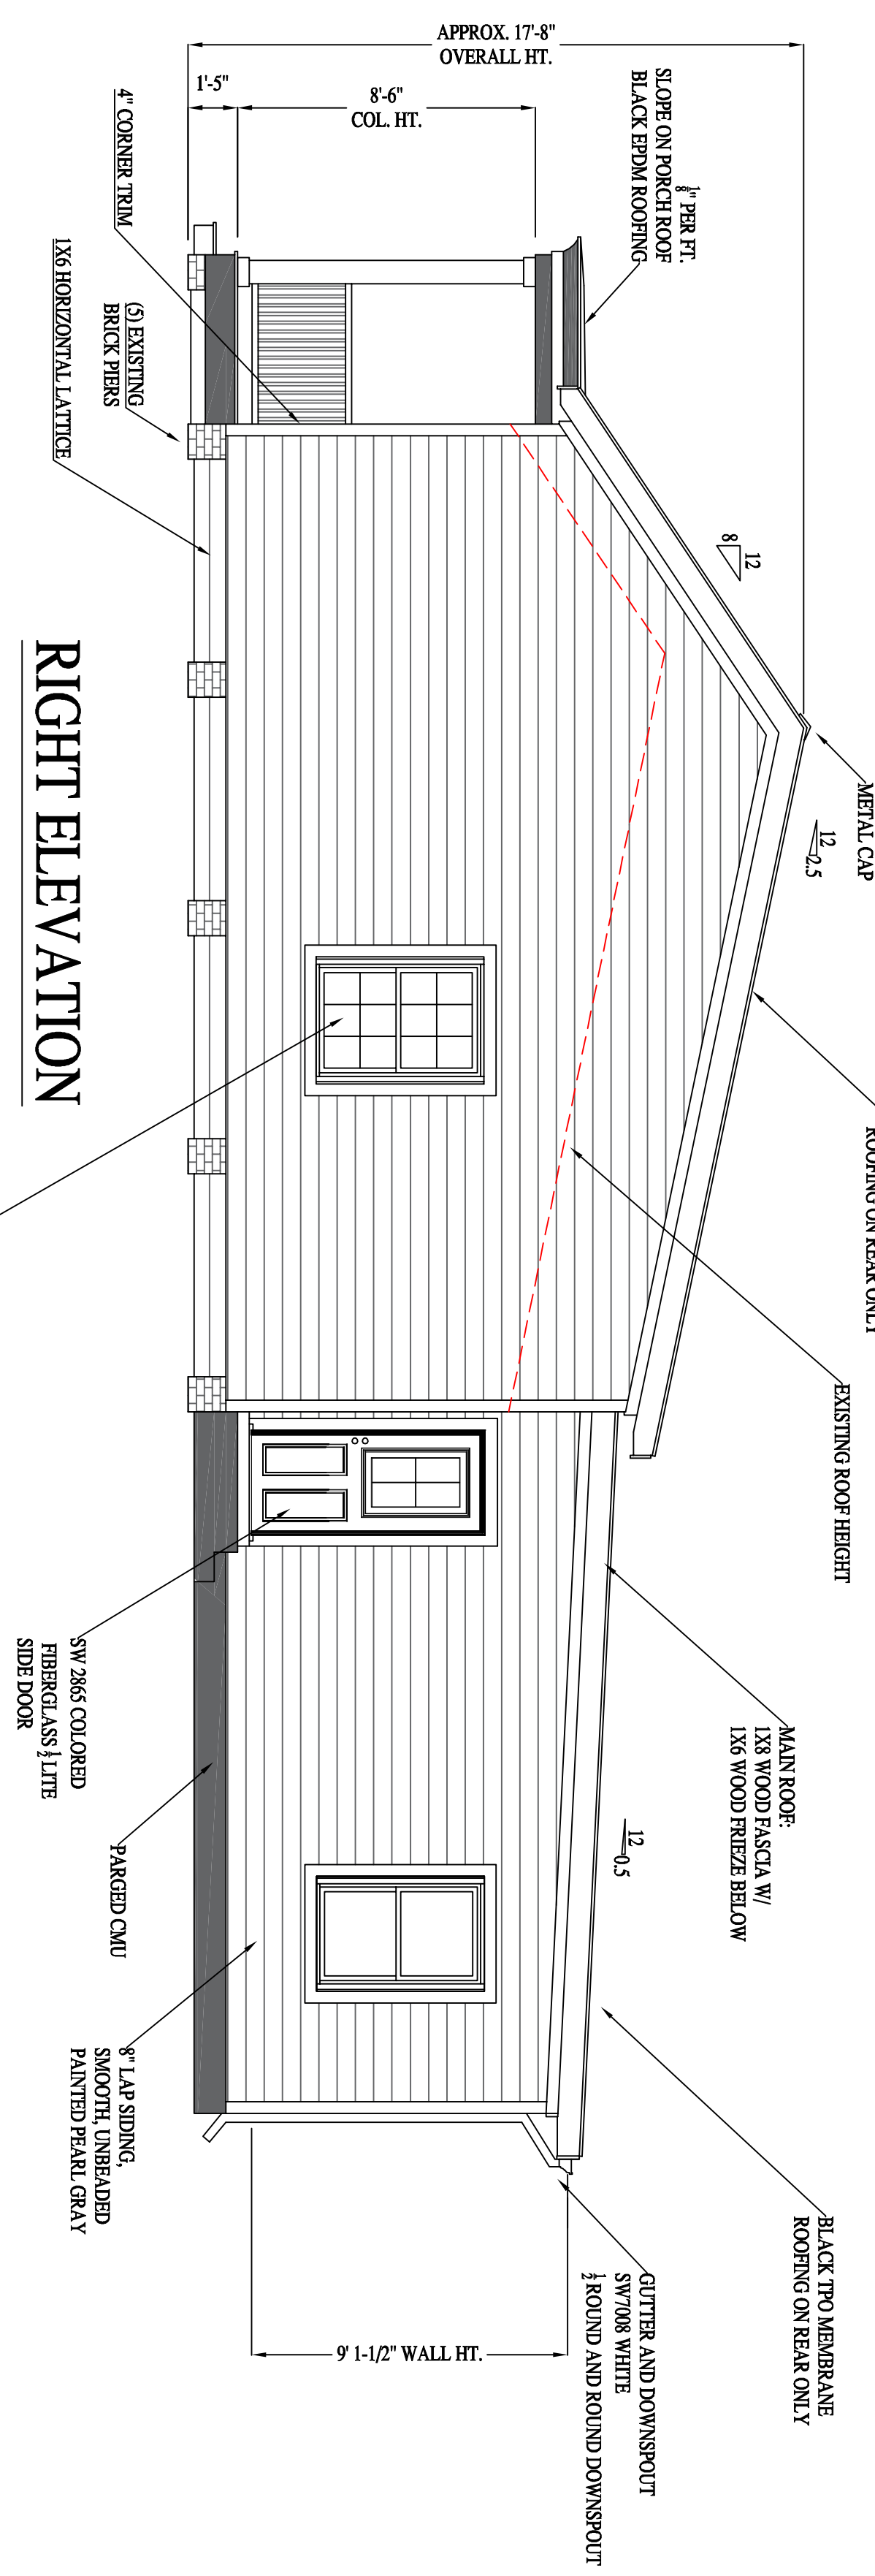 APPROX. 17'-8"
OVERALL HT.
1'-5"
8'-6"
COL. HT.
1/8" PER FT.
SLOPE ON PORCH ROOF
BLACK EPDM ROOFING
4" CORNER TRIM
1X6 HORIZONTAL LATTICE
(5) EXISTING
BRICK PIERS
12
8
METAL CAP
12
2.5
ROOFING ON REAR ONLY
EXISTING ROOF HEIGHT
MAIN ROOF:
1X8 WOOD FASCIA W/
1X6 WOOD FRIEZE BELOW
12
0.5
BLACK TPO MEMBRANE
ROOFING ON REAR ONLY
GUTTER AND DOWNSPOUT
SW7008 WHITE
1/2 ROUND AND ROUND DOWNSPOUT
9' 1-1/2" WALL HT.
SW 2865 COLORED
FIBERGLASS 1/2 LITE
SIDE DOOR
PARGED CMU
8" LAP SIDING,
SMOOTH, UNBEADED
PAINTED PEARL GRAY
RIGHT ELEVATION